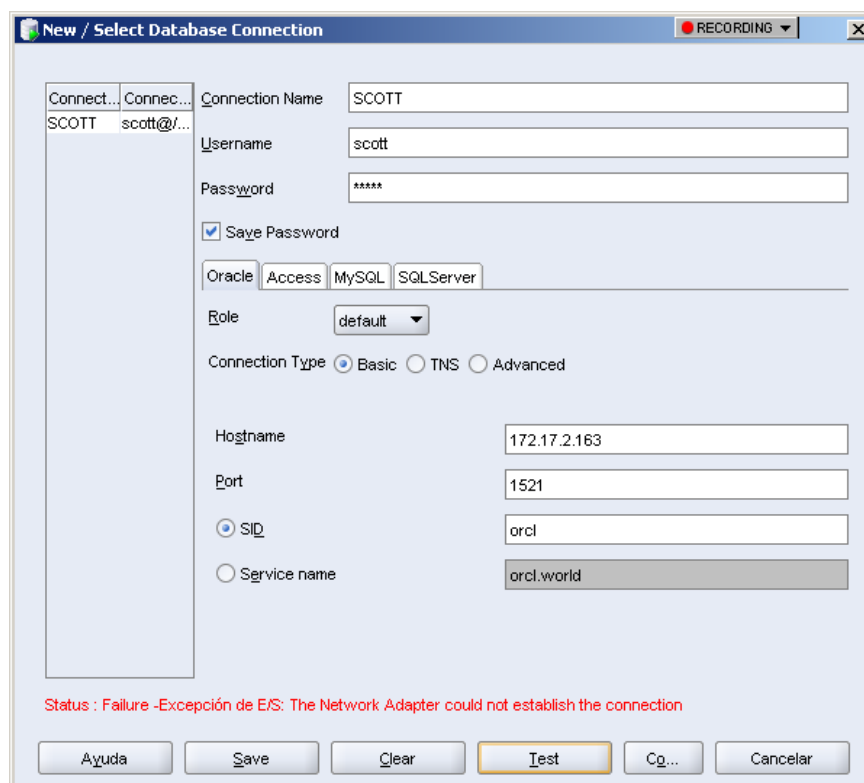 New / Select Database Connection RECORDING
Connect... Connec...
SCOTT scott@/...
Connection Name SCOTT
Username scott
Password *****
Save Password
Oracle Access MySQL SQLServer
Role default
Connection Type Basic TNS Advanced
Hostname 172.17.2.163
Port 1521
SID orcl
Service name orcl.world
Status : Failure -Excepción de E/S: The Network Adapter could not establish the connection
Ayuda Save Clear Test Co... Cancelar